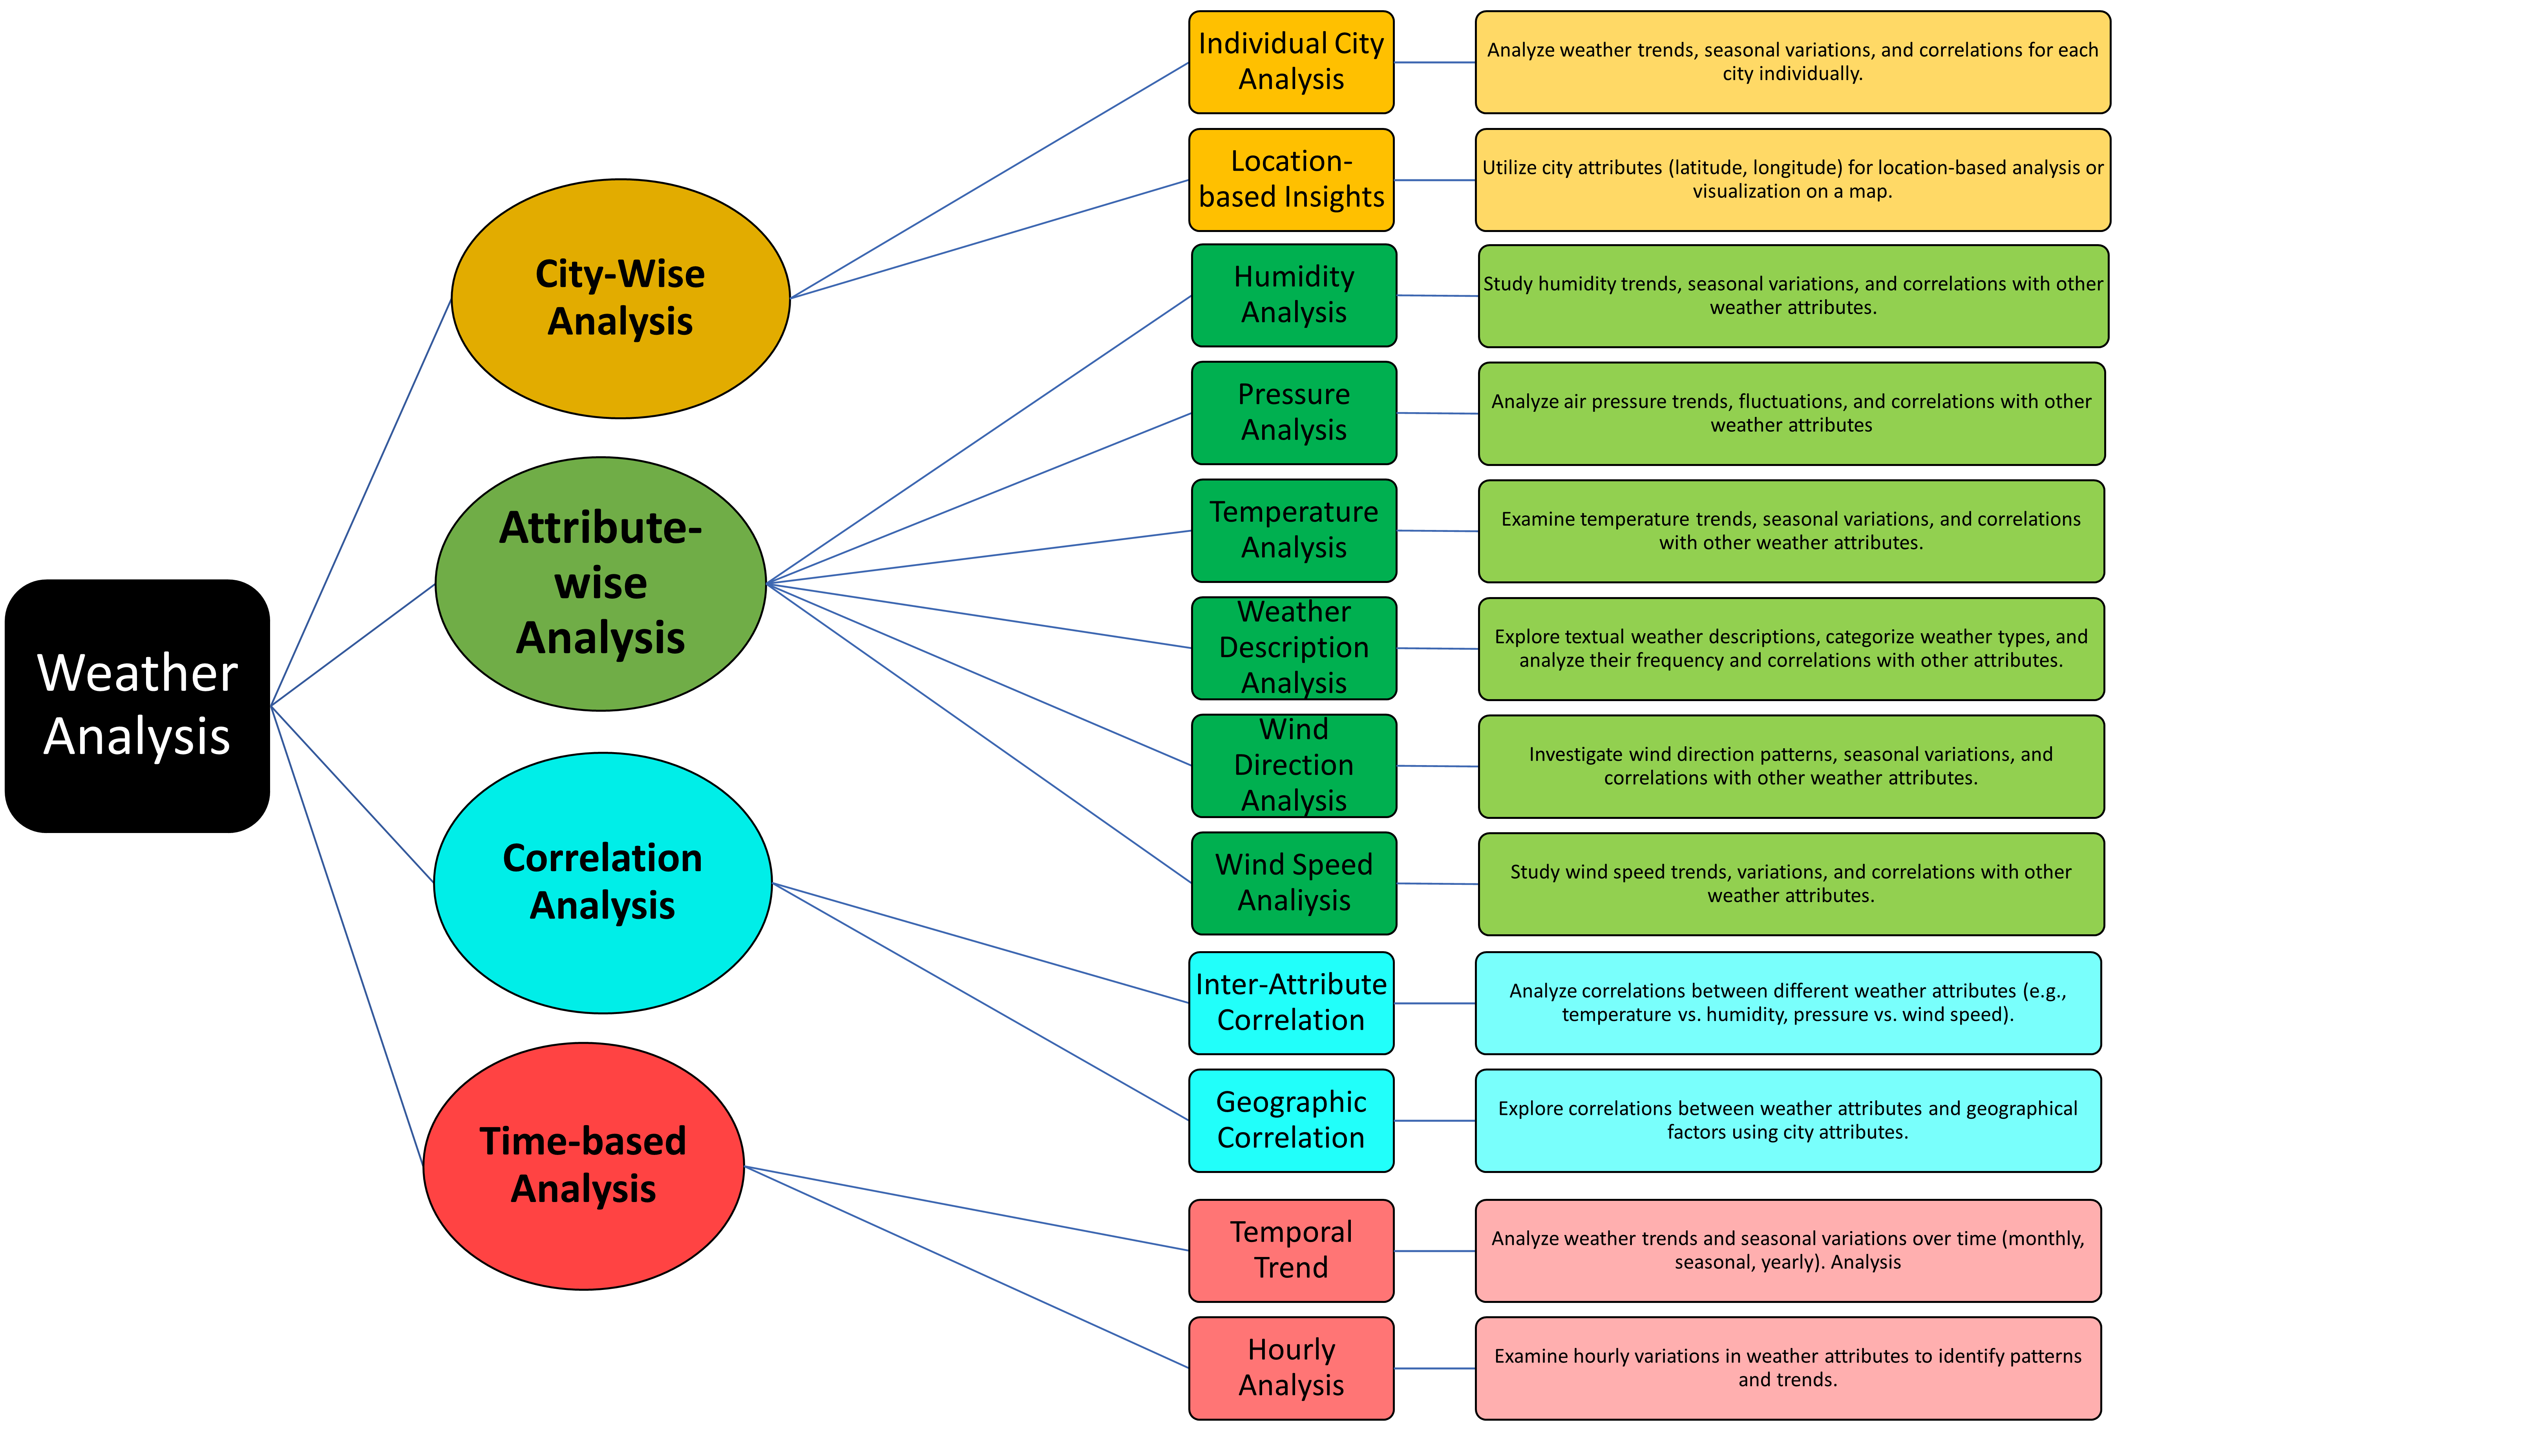 Weather
Analysis
City-Wise
Analysis
Individual City
Analysis
Analyze weather trends, seasonal variations, and correlations for each
city individually.
Location-
based Insights
Utilize city attributes (latitude, longitude) for location-based analysis or
visualization on a map.
Attribute-
wise
Analysis
Humidity
Analysis
Study humidity trends, seasonal variations, and correlations with other
weather attributes.
Pressure
Analysis
Analyze air pressure trends, fluctuations, and correlations with other
weather attributes
Temperature
Analysis
Examine temperature trends, seasonal variations, and correlations
with other weather attributes.
Weather
Description
Analysis
Explore textual weather descriptions, categorize weather types, and
analyze their frequency and correlations with other attributes.
Wind
Direction
Analysis
Investigate wind direction patterns, seasonal variations, and
correlations with other weather attributes.
Wind Speed
Analiysis
Study wind speed trends, variations, and correlations with other
weather attributes.
Correlation
Analysis
Inter-Attribute
Correlation
Analyze correlations between different weather attributes (e.g.,
temperature vs. humidity, pressure vs. wind speed).
Geographic
Correlation
Explore correlations between weather attributes and geographical
factors using city attributes.
Time-based
Analysis
Temporal
Trend
Analyze weather trends and seasonal variations over time (monthly,
seasonal, yearly). Analysis
Hourly
Analysis
Examine hourly variations in weather attributes to identify patterns
and trends.